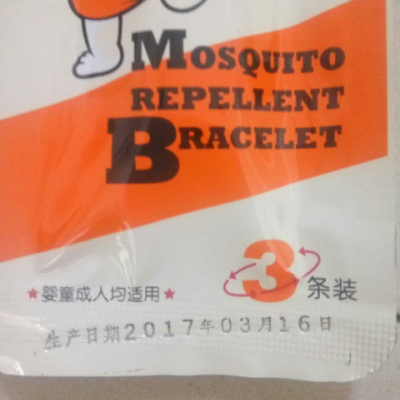 MOSQUITO
REPELLENT
BRACELET
★婴童成人均适用★
3条装
生产日期2017年03月16日